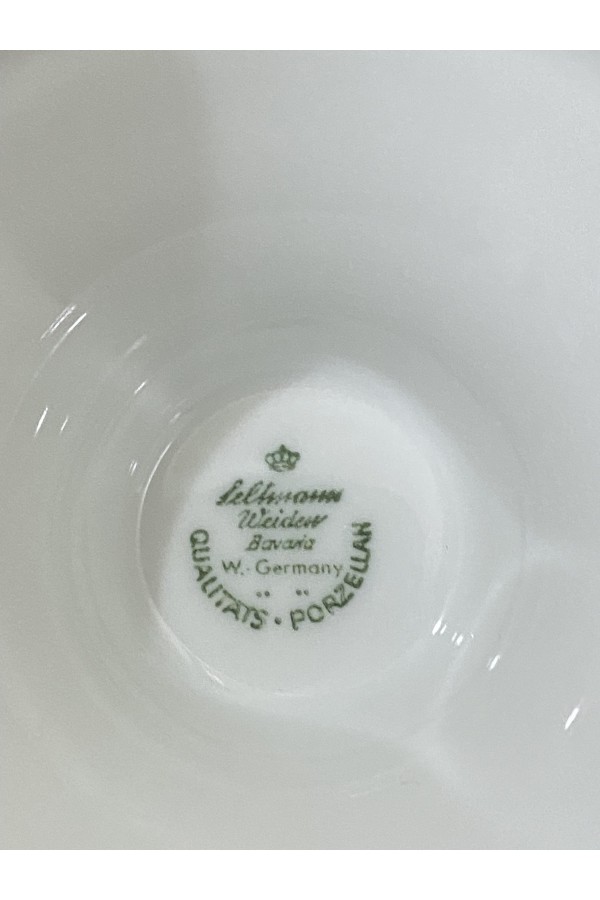 Seltmann
Weiden
Bavaria
W. Germany
QUALITÄTS · PORZELLAN